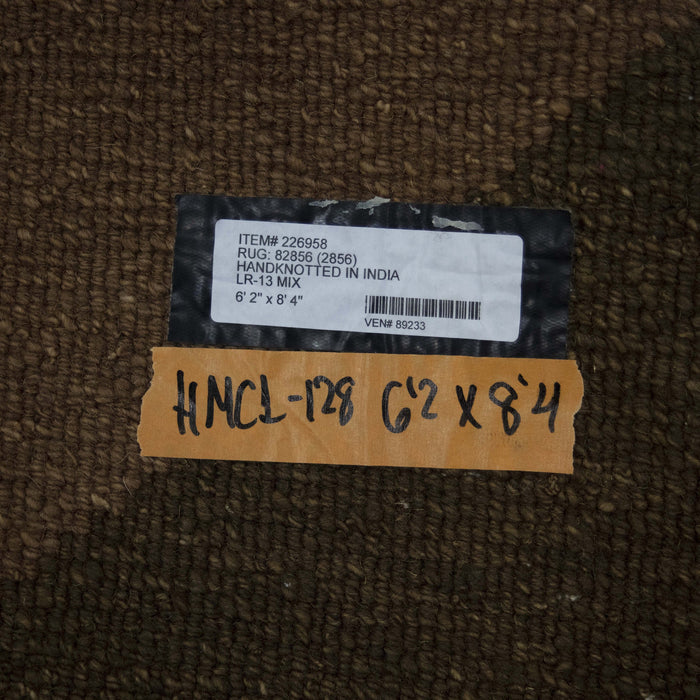 ITEM# 226958
RUG: 82856 (2856)
HANDKNOTTED IN INDIA
LR-13 MIX
6' 2" x 8' 4"
VEN# 89233
HMCL-128 6'2 X 8'4